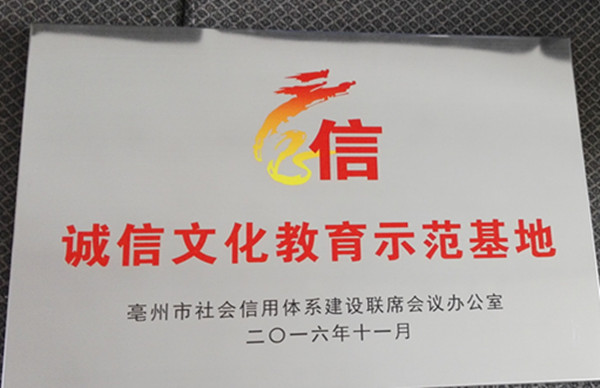 信
诚信文化教育示范基地
亳州市社会信用体系建设联席会议办公室
二〇一六年十一月